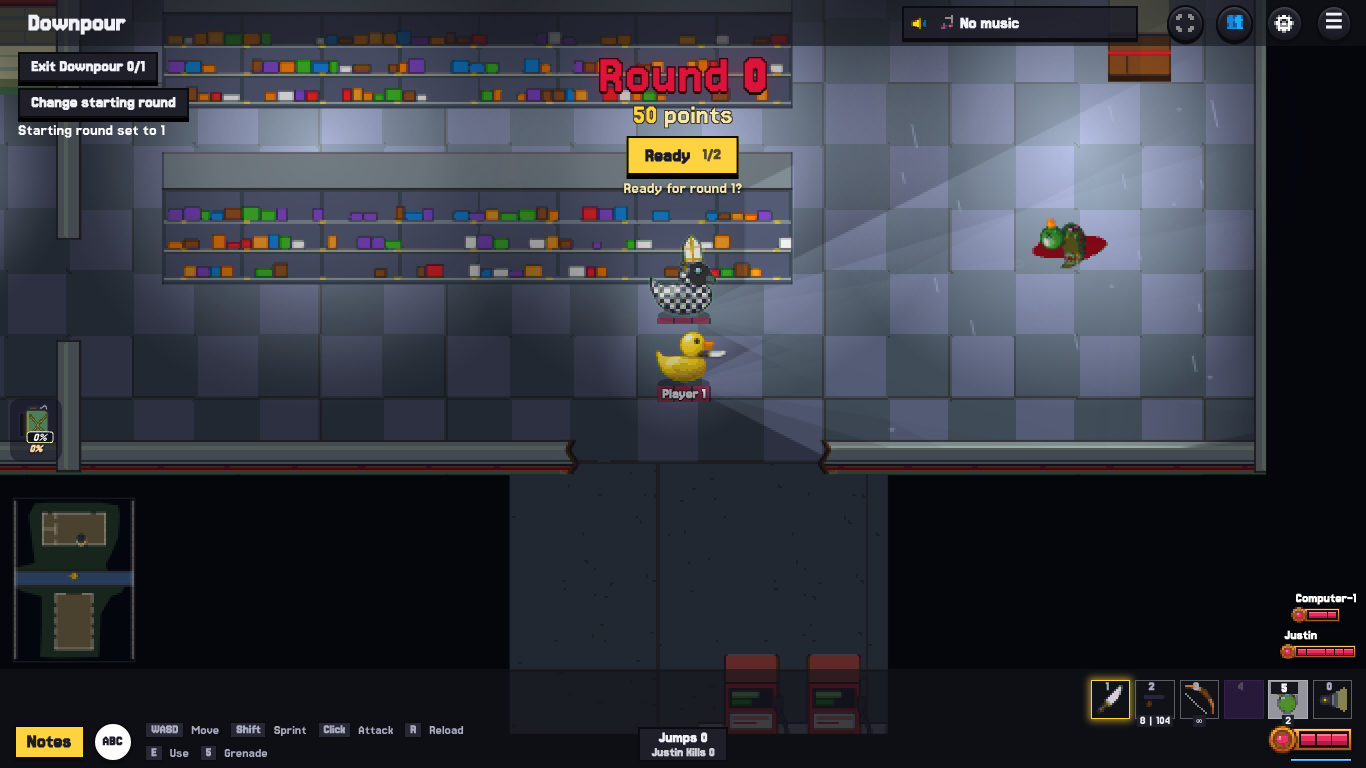 Downpour
No music
Exit Downpour 0/1
Round 0
Change starting round
50 points
Starting round set to 1
Ready 1/2
Ready for round 1?
Player 1
0%
0%
Computer-1
Justin
1
2
3
4
5
0
8 | 104
∞
2
Notes
ABC
WASD Move Shift Sprint Click Attack R Reload
E Use 5 Grenade
Jumps 0
Justin Kills 0